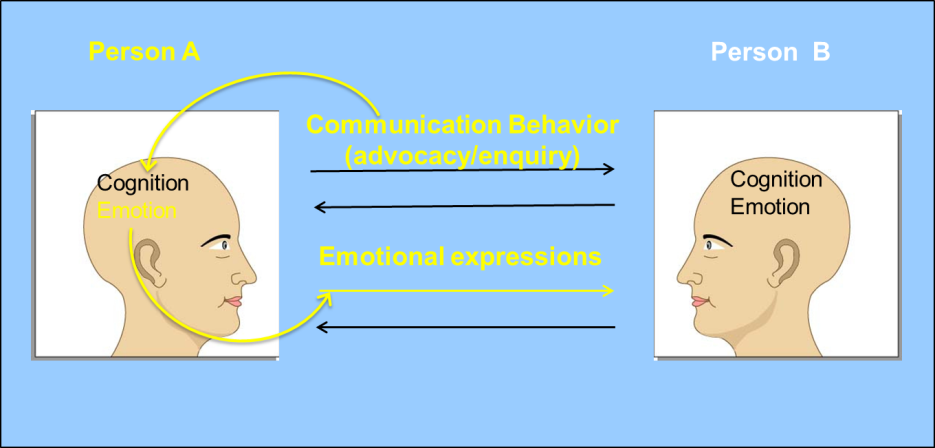 Person A
Person B
Communication Behavior
(advocacy/enquiry)
Cognition
Emotion
Cognition
Emotion
Emotional expressions